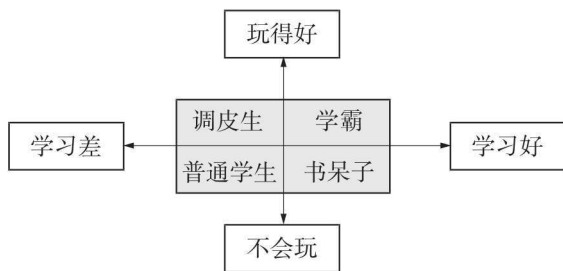 玩得好
调皮生 学霸
学习差 学习好
普通学生 书呆子
不会玩